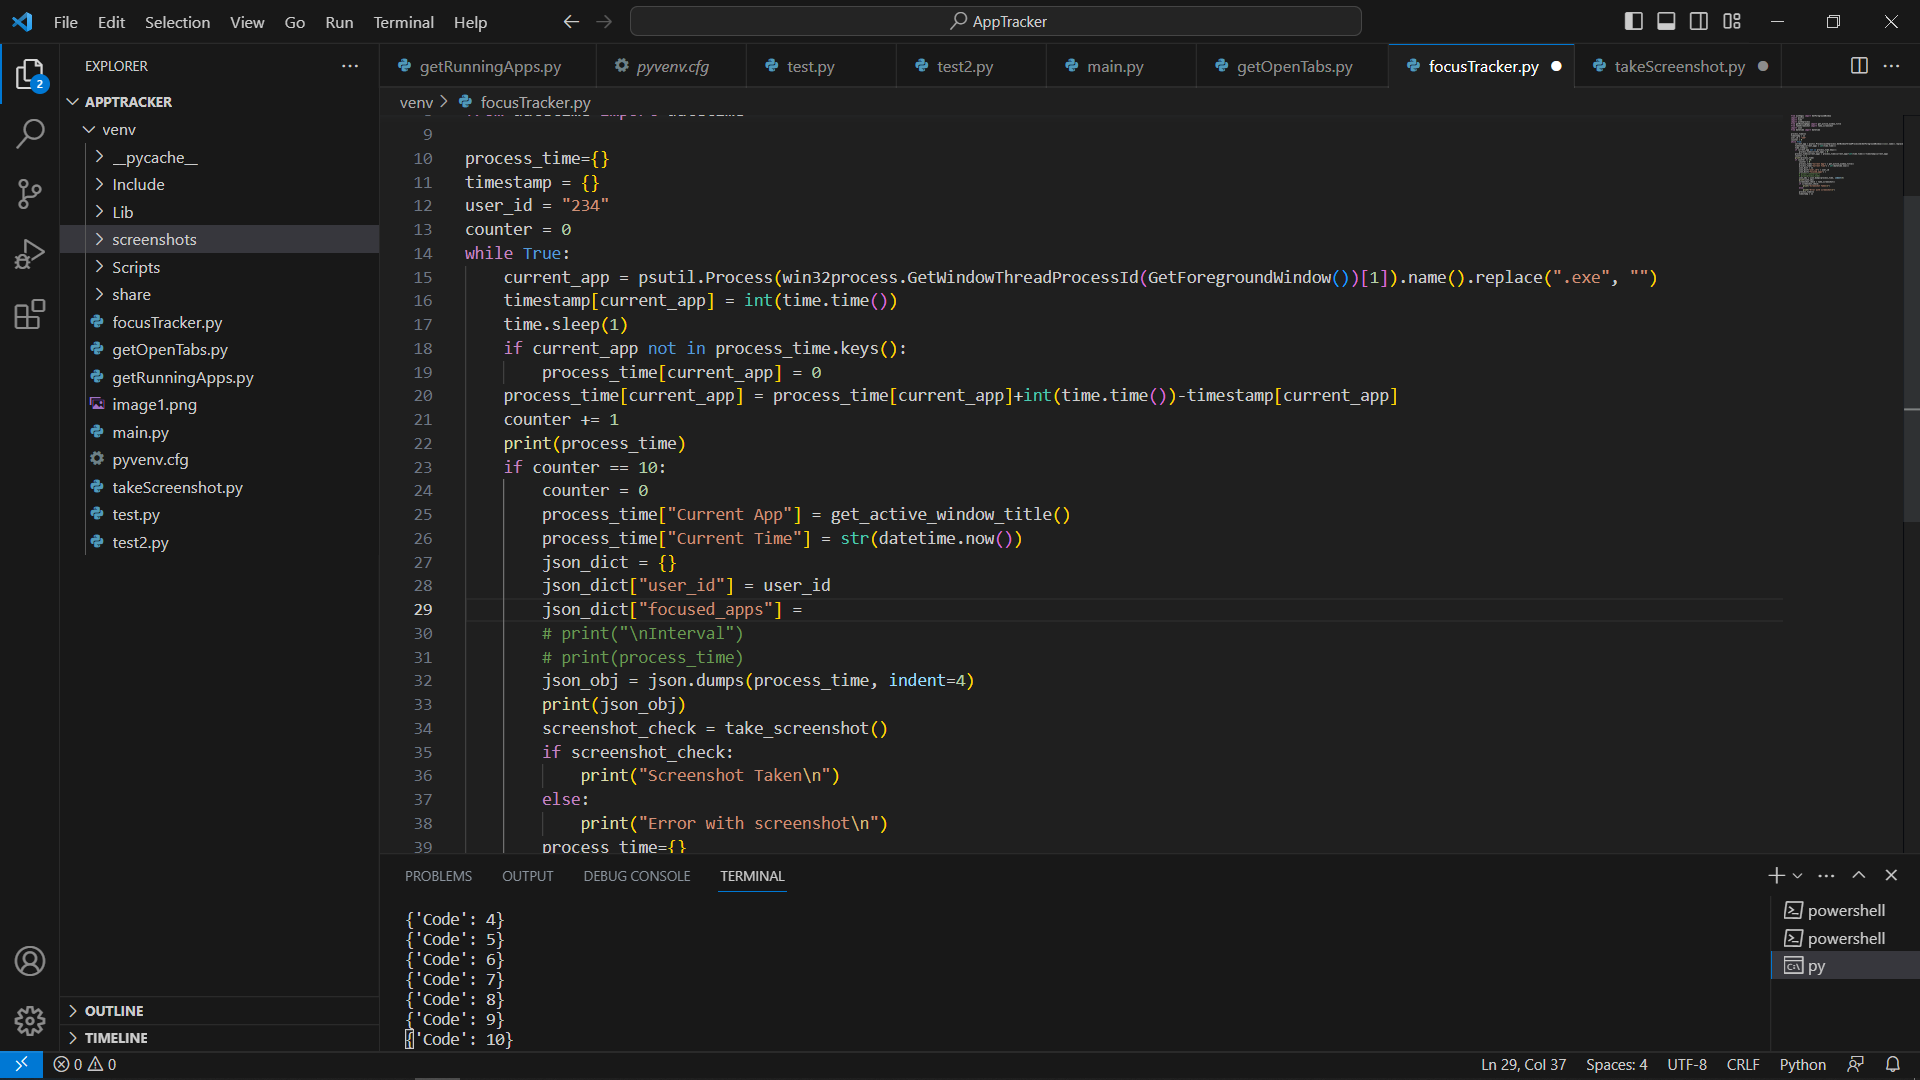 File Edit Selection View Go Run Terminal Help
AppTracker
EXPLORER
APPTRACKER
venv
__pycache__
Include
Lib
screenshots
Scripts
share
focusTracker.py
getOpenTabs.py
getRunningApps.py
image1.png
main.py
pyvenv.cfg
takeScreenshot.py
test.py
test2.py
OUTLINE
TIMELINE
2
getRunningApps.py pyvenv.cfg test.py test2.py main.py getOpenTabs.py focusTracker.py takeScreenshot.py
venv > focusTracker.py
9
10 process_time={}
11 timestamp = {}
12 user_id = "234"
13 counter = 0
14 while True:
15 current_app = psutil.Process(win32process.GetWindowThreadProcessId(GetForegroundWindow())[1]).name().replace(".exe", "")
16 timestamp[current_app] = int(time.time())
17 time.sleep(1)
18 if current_app not in process_time.keys():
19 process_time[current_app] = 0
20 process_time[current_app] = process_time[current_app]+int(time.time())-timestamp[current_app]
21 counter += 1
22 print(process_time)
23 if counter == 10:
24 counter = 0
25 process_time["Current App"] = get_active_window_title()
26 process_time["Current Time"] = str(datetime.now())
27 json_dict = {}
28 json_dict["user_id"] = user_id
29 json_dict["focused_apps"] =
30 # print("\nInterval")
31 # print(process_time)
32 json_obj = json.dumps(process_time, indent=4)
33 print(json_obj)
34 screenshot_check = take_screenshot()
35 if screenshot_check:
36 print("Screenshot Taken\n")
37 else:
38 print("Error with screenshot\n")
39 process_time={}
PROBLEMS OUTPUT DEBUG CONSOLE TERMINAL
{'Code': 4}
{'Code': 5}
{'Code': 6}
{'Code': 7}
{'Code': 8}
{'Code': 9}
{'Code': 10}
powershell
powershell
py
0 0
Ln 29, Col 37 Spaces: 4 UTF-8 CRLF Python